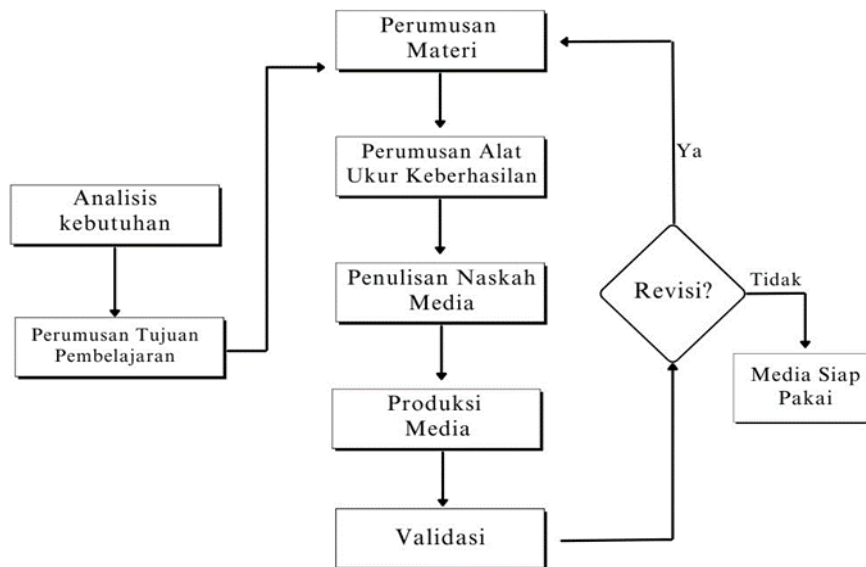 Analisis
kebutuhan
Perumusan Tujuan
Pembelajaran
Perumusan
Materi
Perumusan Alat
Ukur Keberhasilan
Penulisan Naskah
Media
Produksi
Media
Validasi
Revisi?
Ya
Tidak
Media Siap
Pakai